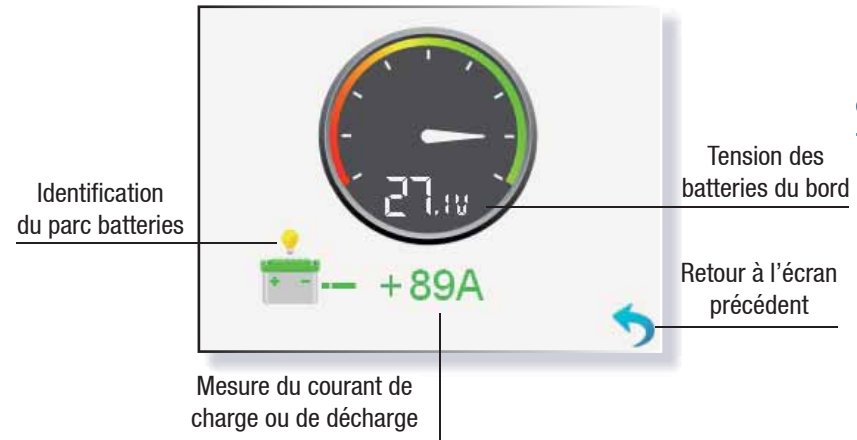 27.1V
Tension des
batteries du bord
Identification
du parc batteries
+ -
+89A
Retour à l'écran
précédent
Mesure du courant de
charge ou de décharge